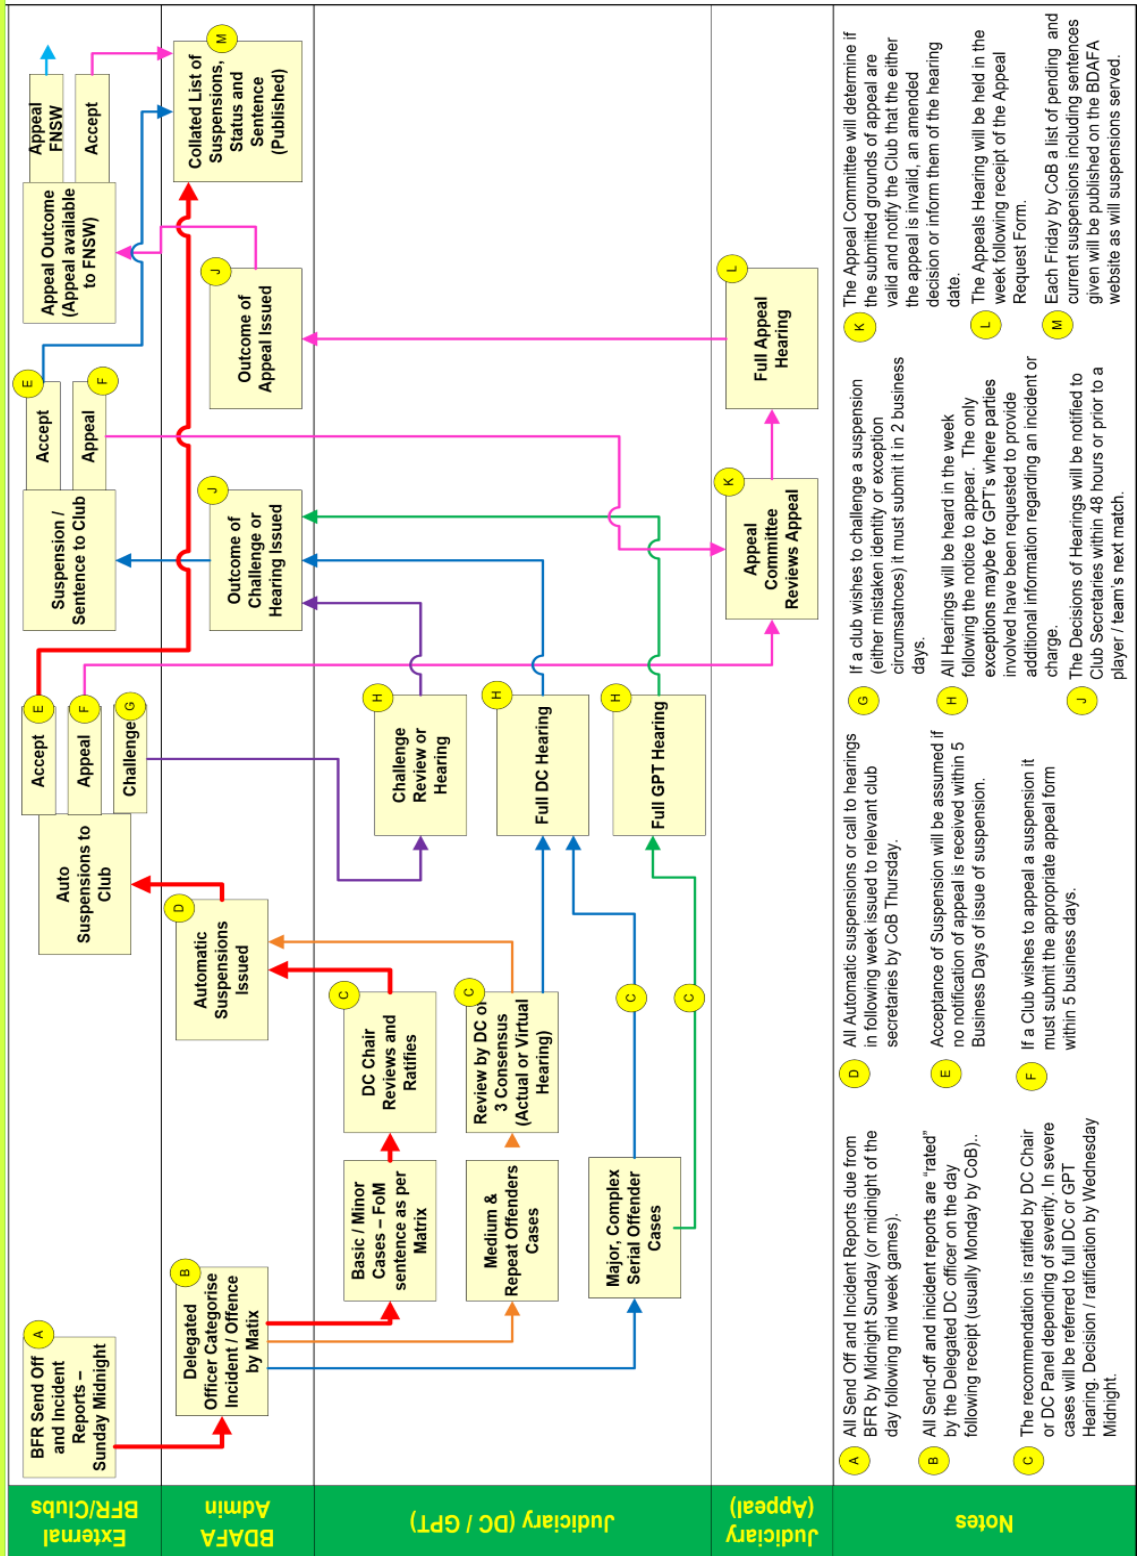 External
BFR/Clubs
BFR Send Off
and Incident
Reports –
Sunday Midnight
A
Auto
Suspensions to
Club
Accept
E
Appeal
F
Challenge
G
Suspension /
Sentence to Club
Accept
E
Appeal
F
Appeal Outcome
(Appeal available
to FNSW)
Appeal
FNSW
Accept
BDAFA
Admin
Delegated
Officer Categorise
Incident / Offence
by Matix
B
Automatic
Suspensions
Issued
D
Outcome of
Challenge or
Hearing Issued
J
Outcome of
Appeal Issued
J
Collated List of
Suspensions,
Status and
Sentence
(Published)
M
Judiciary (DC / GPT)
Basic / Minor
Cases – FoM
sentence as per
Matrix
DC Chair
Reviews and
Ratifies
C
Challenge
Review or
Hearing
H
Medium &
Repeat Offenders
Cases
Review by DC or
3 Consensus
(Actual or Virtual
Hearing)
C
Full DC Hearing
H
Major, Complex
Serial Offender
Cases
C
C
Full GPT Hearing
H
Judiciary
(Appeal)
Appeal
Committee
Reviews Appeal
K
Full Appeal
Hearing
L
Notes
A
All Send Off and Incident Reports due from
BFR by Midnight Sunday (or midnight of the
day following mid week games).
B
All Send-off and inicident reports are "rated"
by the Delegated DC officer on the day
following receipt (usually Monday by CoB)..
C
The recommendation is ratified by DC Chair
or DC Panel depending of severity. In severe
cases will be referred to full DC or GPT
Hearing. Decision / ratification by Wednesday
Midnight.
D
All Automatic suspensions or call to hearings
in following week issued to relevant club
secretaries by CoB Thursday.
E
Acceptance of Suspension will be assumed if
no notification of appeal is received within 5
Business Days of issue of suspension.
F
If a Club wishes to appeal a suspension it
must submit the appropriate appeal form
within 5 business days.
G
If a club wishes to challenge a suspension
(either mistaken identity or exception
circumsatnces) it must submit it in 2 business
days.
H
All Hearings will be heard in the week
following the notice to appear. The only
exceptions maybe for GPT's where parties
involved have been requested to provide
additional information regarding an incident or
charge.
J
The Decisions of Hearings will be notified to
Club Secretaries within 48 hours or prior to a
player / team's next match.
K
The Appeal Committee will determine if
the submitted grounds of appeal are
valid and notify the Club that the either
the appeal is invalid, an amended
decision or inform them of the hearing
date.
L
The Appeals Hearing will be held in the
week following receipt of the Appeal
Request Form.
M
Each Friday by CoB a list of pending and
current suspensions including sentences
given will be published on the BDAFA
website as will suspensions served.